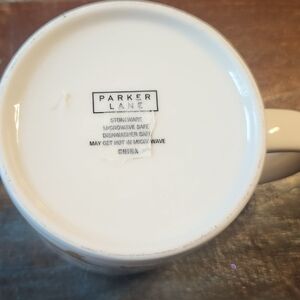 PARKER
LANE
STONEWARE
MICROWAVE SAFE
DISHWASHER SAFE
MAY GET HOT IN MICROWAVE
CHINA